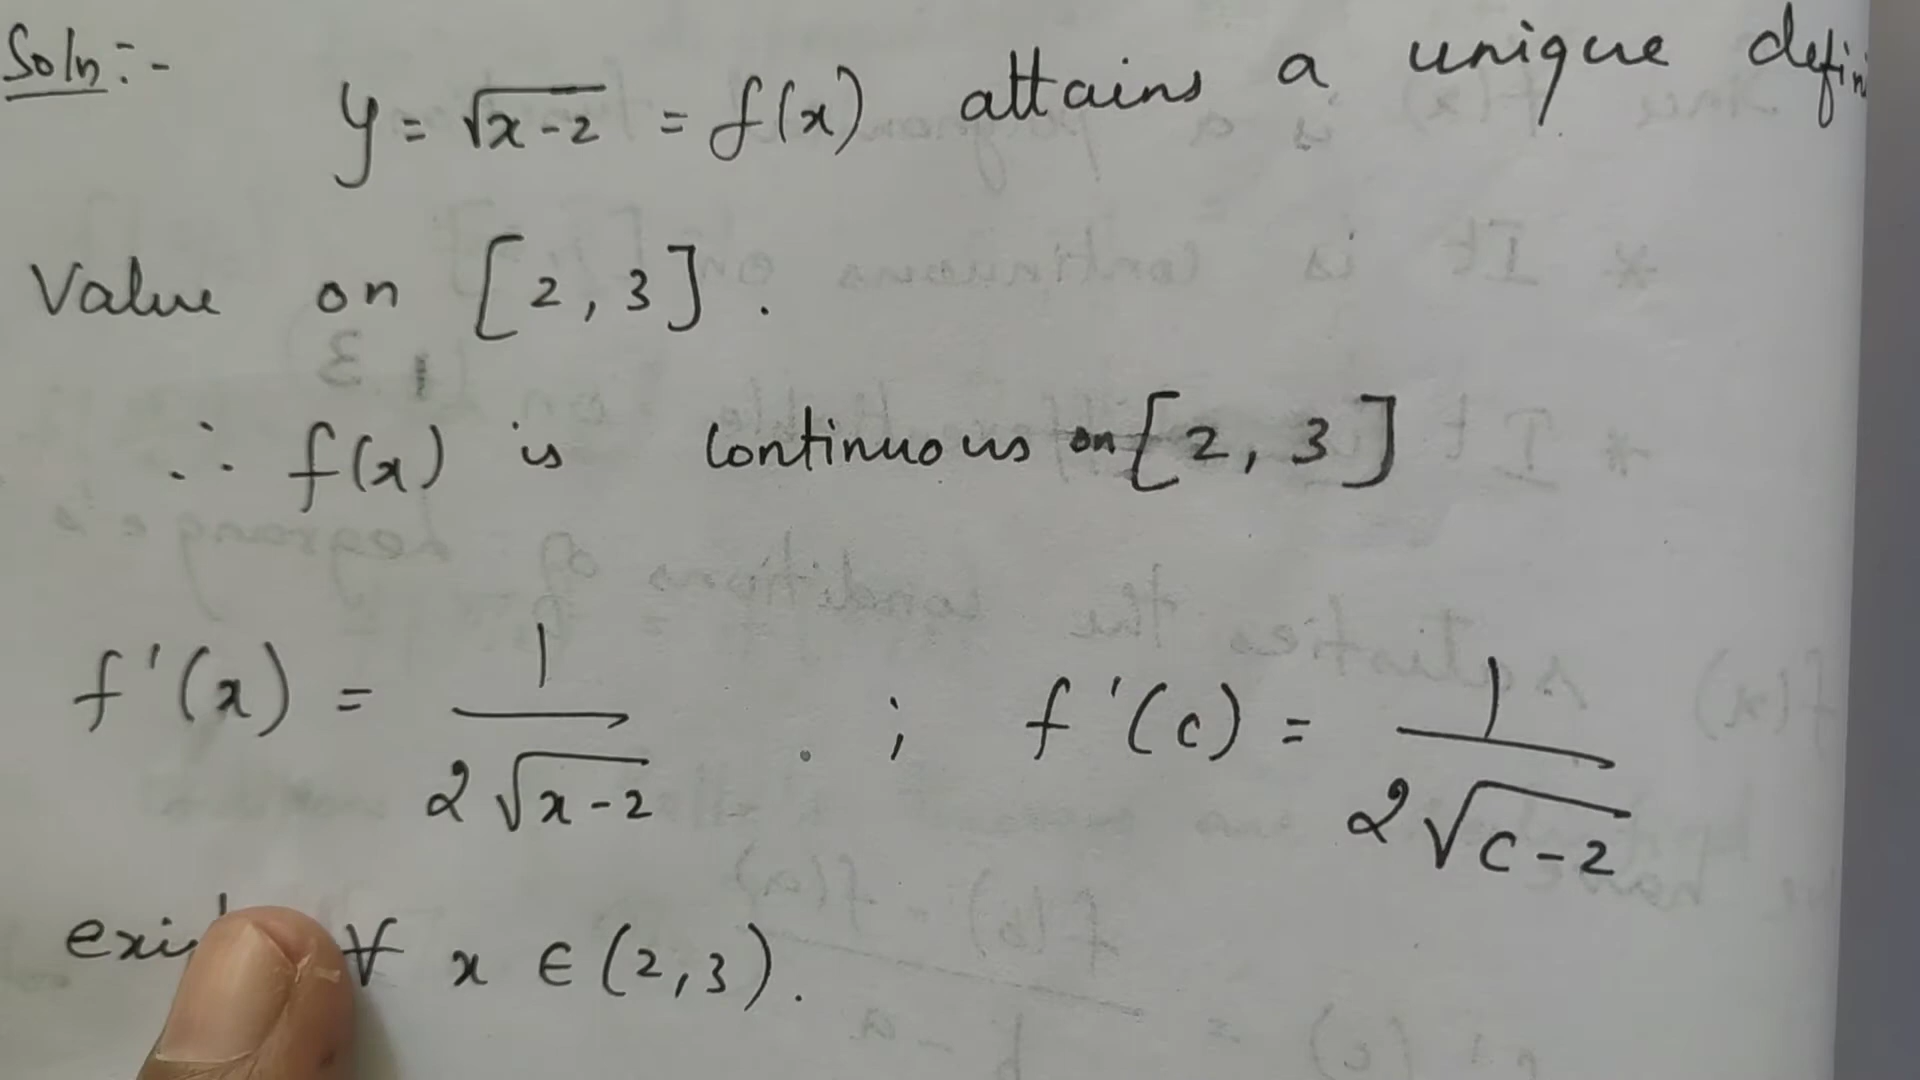 Soln:-
y = √x-2 = f(x) attains a unique
Value on [2, 3].
∴ f(x) is continuous on [2, 3]
f'(x) = 1/2√x-2 . ; f'(c) = 1/2√c-2
∀ x ∈ (2,3).